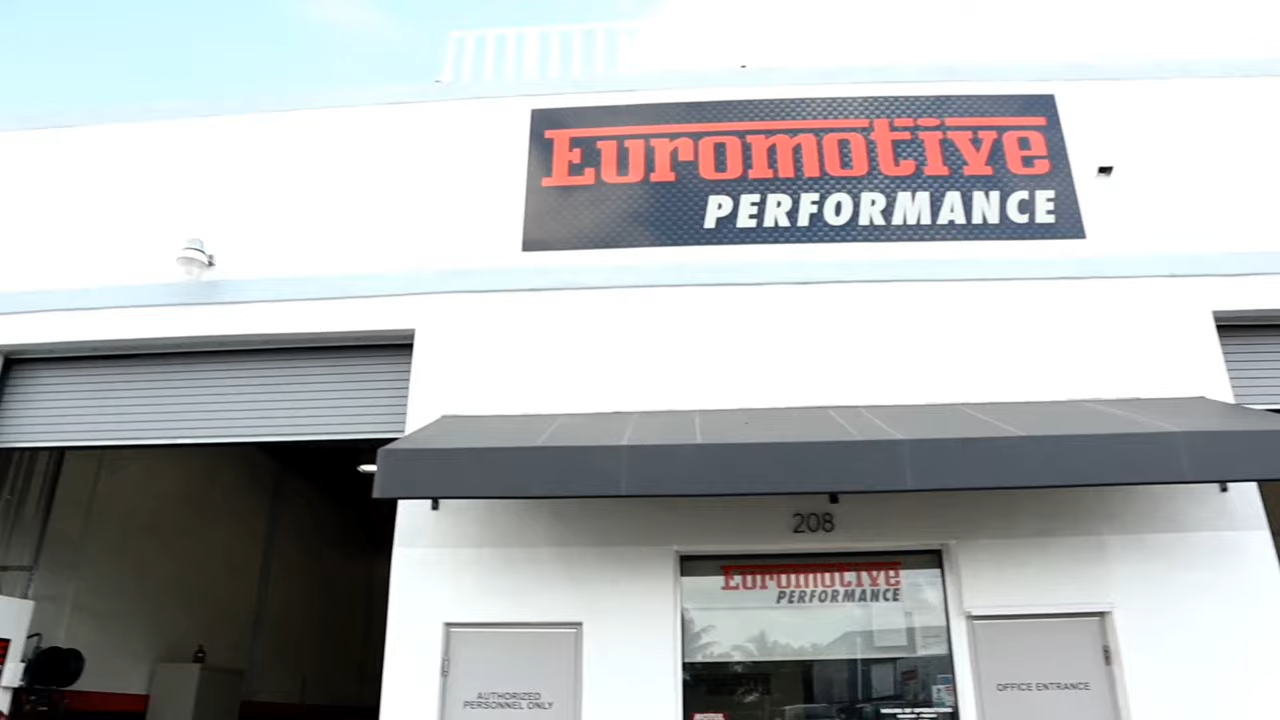 Euromotive
PERFORMANCE
208
Euromotive
PERFORMANCE
AUTHORIZED
PERSONNEL ONLY
OFFICE ENTRANCE